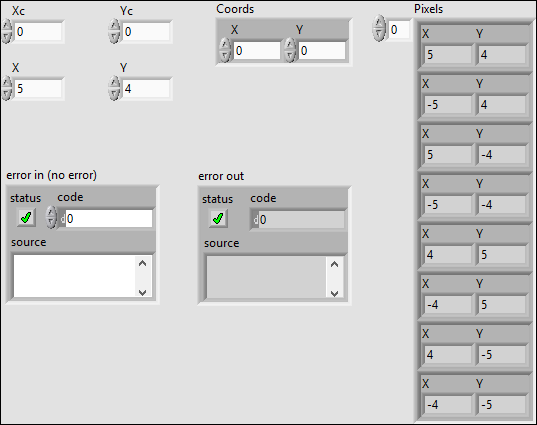 Xc Yc Coords Pixels
0 0 X Y 0 X Y
0 0 5 4
X Y X Y
5 4 -5 4
X Y
5 -4
error in (no error) error out X Y
status code status code -5 -4
0 0 X Y
source source 4 5
X Y
-4 5
X Y
4 -5
X Y
-4 -5